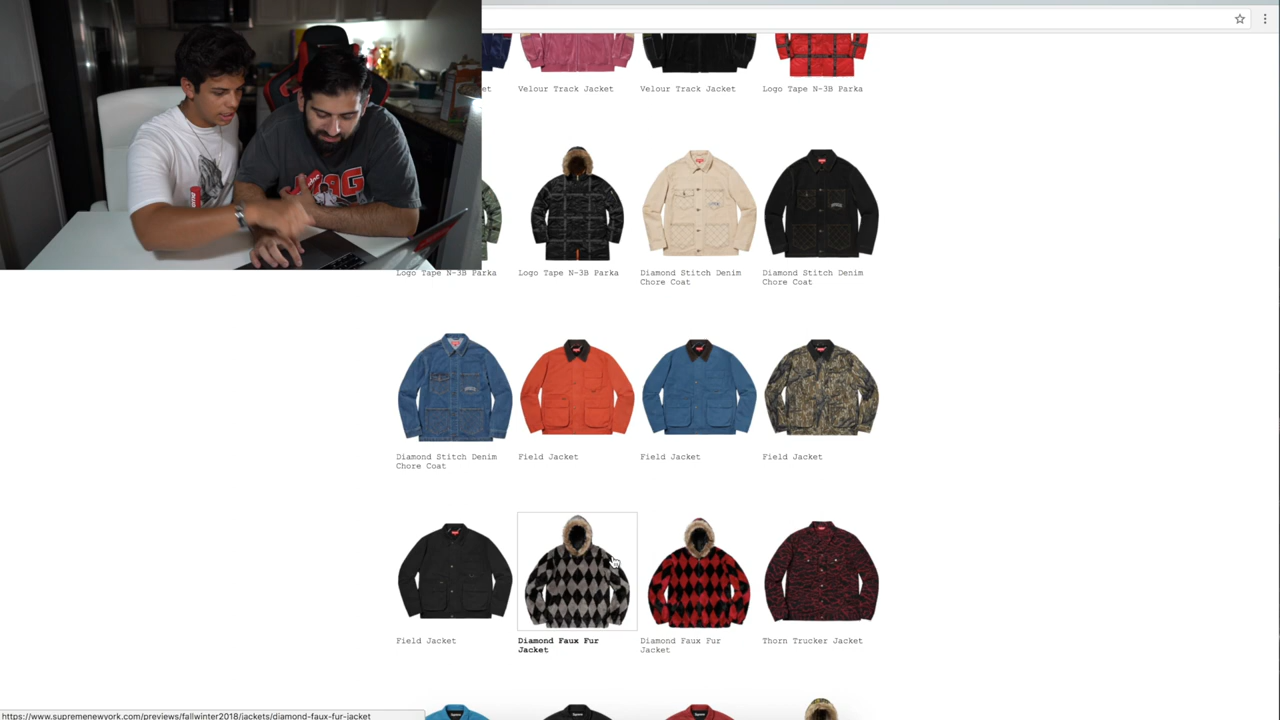 et
Velour Track Jacket
Velour Track Jacket
Logo Tape N-3B Parka
Logo Tape N-3B Parka
Logo Tape N-3B Parka
Diamond Stitch Denim
Chore Coat
Diamond Stitch Denim
Chore Coat
Diamond Stitch Denim
Chore Coat
Field Jacket
Field Jacket
Field Jacket
Field Jacket
Diamond Faux Fur
Jacket
Diamond Faux Fur
Jacket
Thorn Trucker Jacket
https://www.supremenewyork.com/previews/fallwinter2018/jackets/diamond-faux-fur-jacket